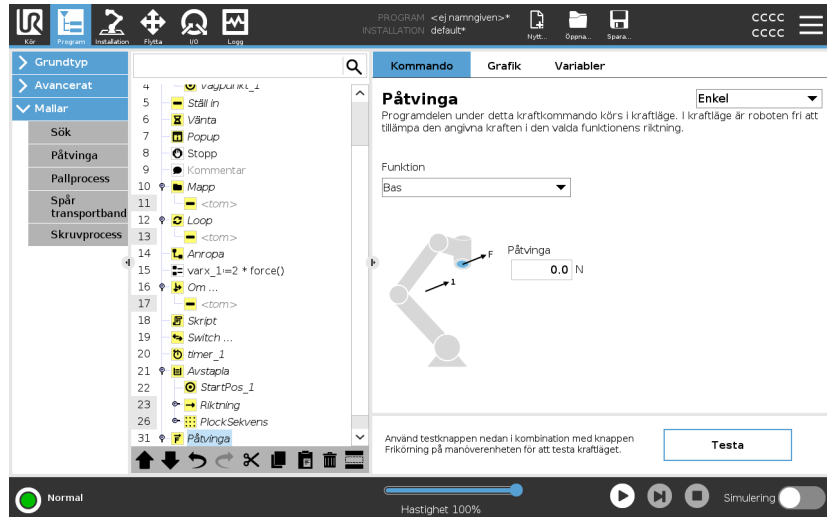 PROGRAM <ej namngiven>*
INSTALLATION default*
Kör Program Installation Flytta I/O Logg
Nytt... Öppna... Spara...
cccc
cccc
Grundtyp
Avancerat
Mallar
Sök
Påtvinga
Pallprocess
Spår
transportband
Skruvprocess
4 Vägpunkt_1
5 Ställ in
6 Vänta
7 Popup
8 Stopp
9 Kommentar
10 Mapp
11 <tom>
12 Loop
13 <tom>
14 Anropa
15 varx_1:=2 * force()
16 Om ...
17 <tom>
18 Skript
19 Switch ...
20 timer_1
21 Avstapla
22 StartPos_1
23 Riktning
26 PlockSekvens
31 Påtvinga
Kommando Grafik Variabler
Påtvinga
Enkel
Programdelen under detta kraftkommando körs i kraftläge. I kraftläge är roboten fri att
tillämpa den angivna kraften i den valda funktionens riktning.
Funktion
Bas
F
1
Påtvinga
0.0 N
Använd testknappen nedan i kombination med knappen
Frikörning på manöverenheten för att testa kraftläget.
Testa
Normal
Hastighet 100%
Simulering